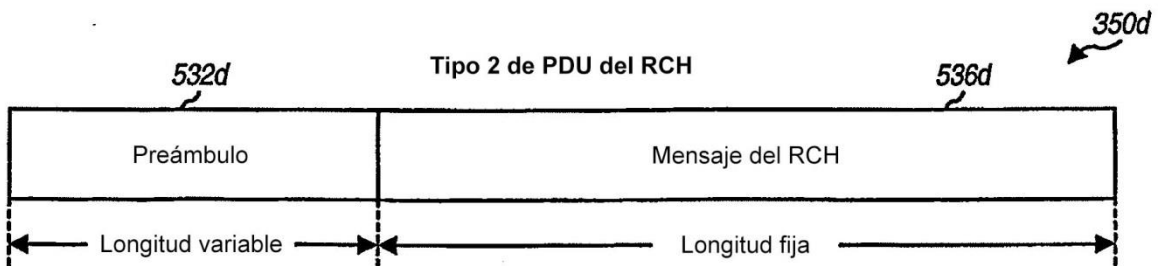 350d
Tipo 2 de PDU del RCH
532d
536d
Preámbulo
Mensaje del RCH
Longitud variable
Longitud fija